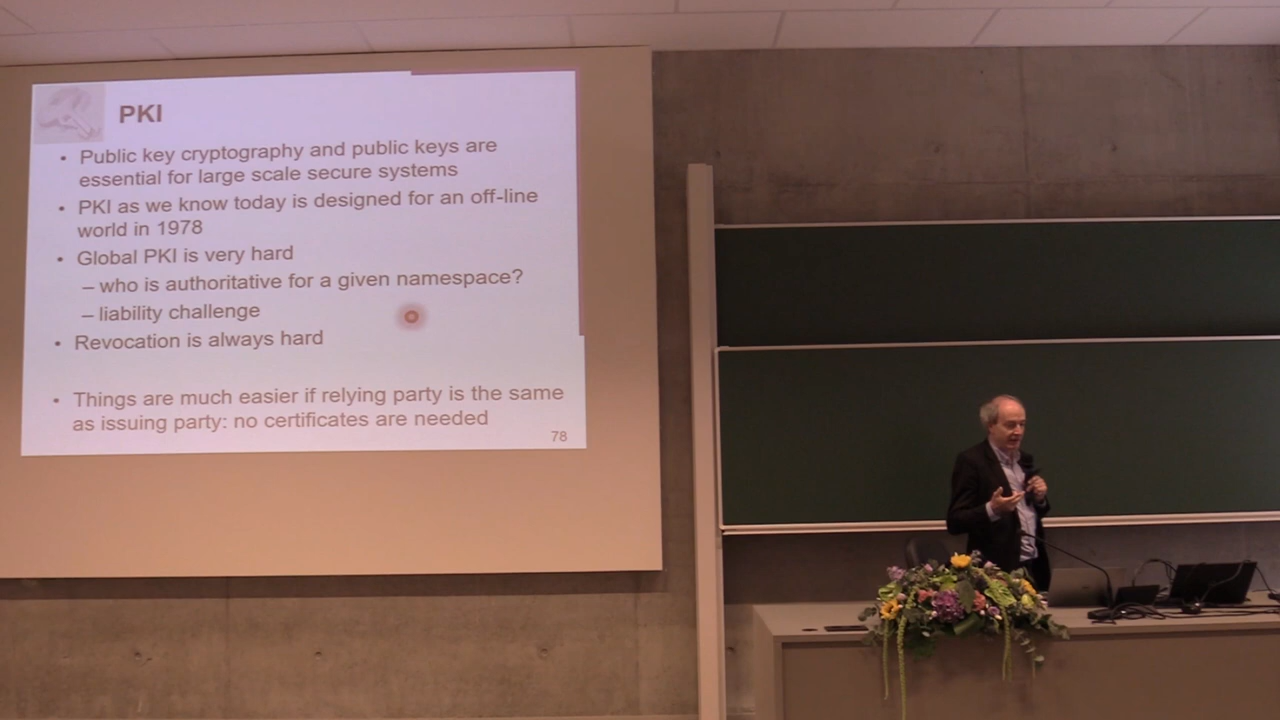 PKI
• Public key cryptography and public keys are
essential for large scale secure systems
• PKI as we know today is designed for an off-line
world in 1978
• Global PKI is very hard
– who is authoritative for a given namespace?
– liability challenge
• Revocation is always hard
• Things are much easier if relying party is the same
as issuing party: no certificates are needed
78